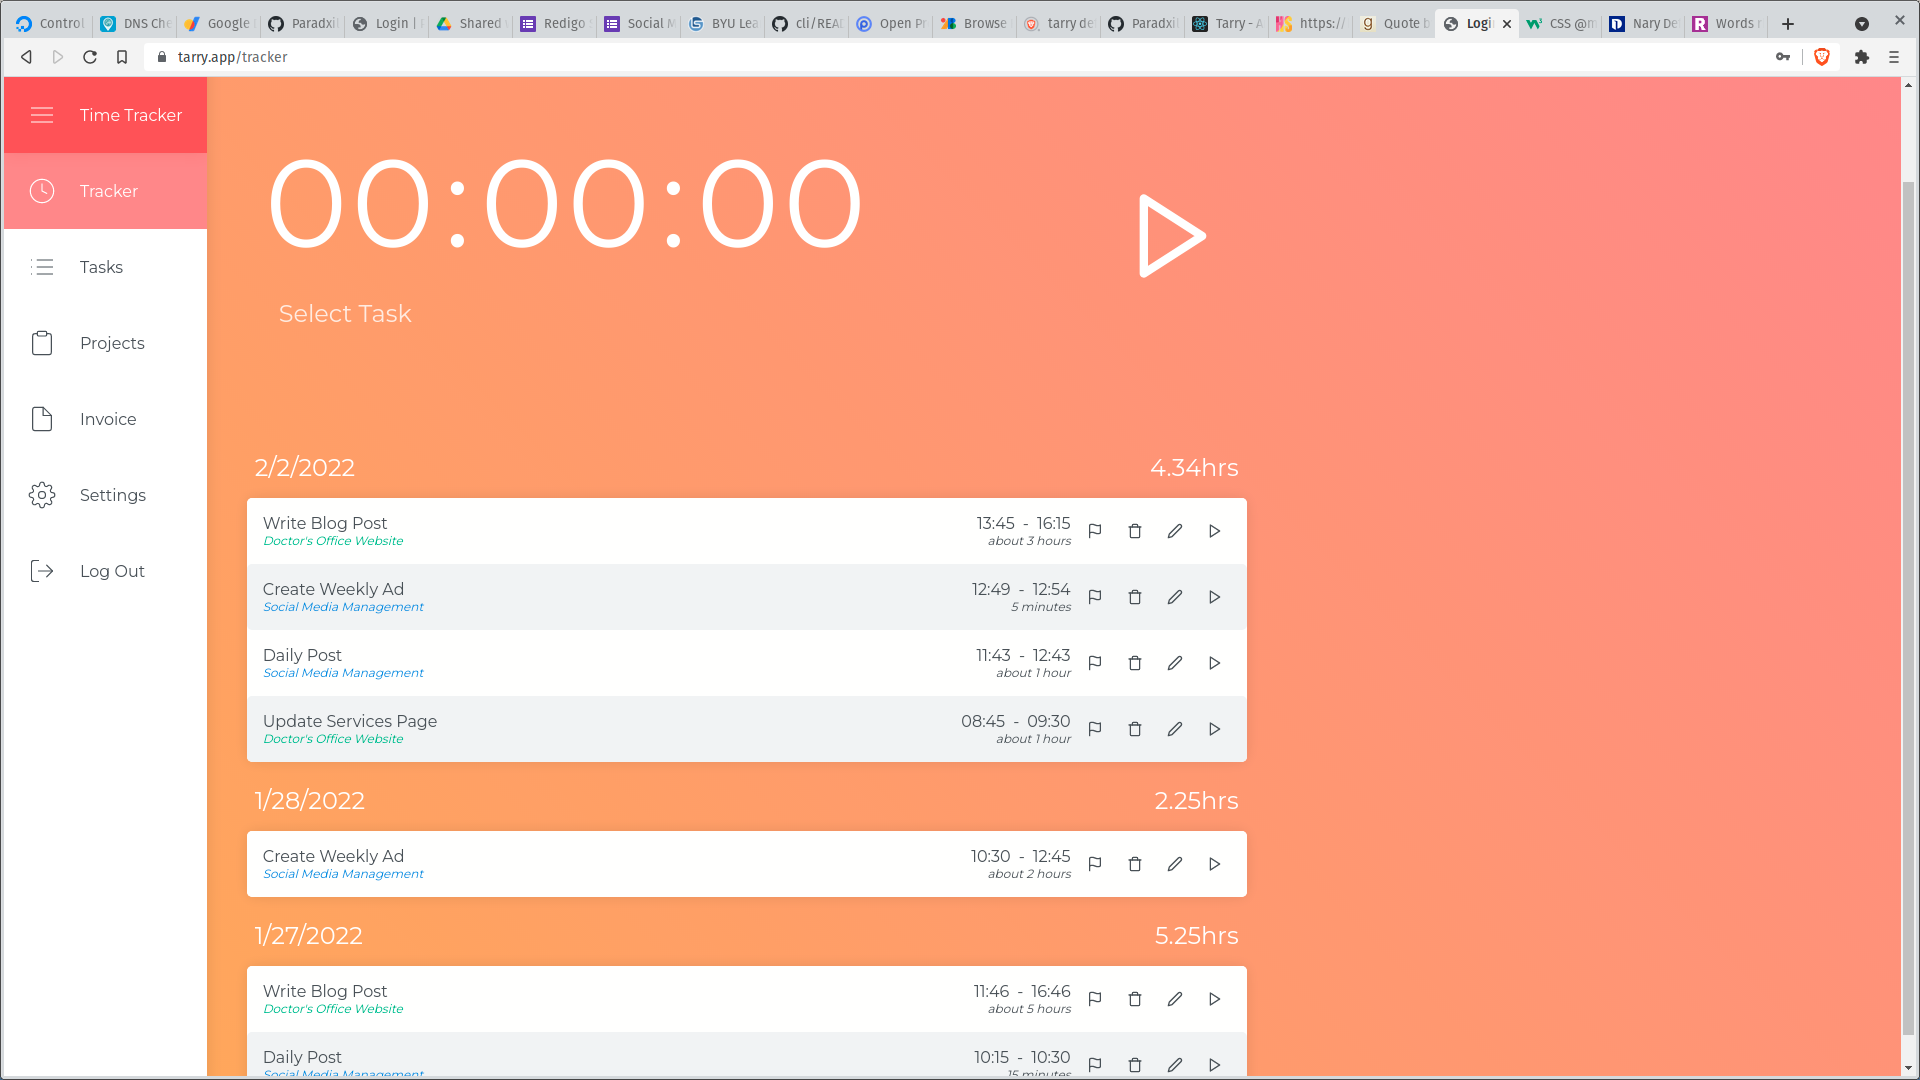 Control
DNS Che
Google
Paradxil
Login |
Shared
Redigo
Social M
BYU Lea
cli/REA
Open Pr
Browse
tarry de
Paradxil
Tarry - A
https://
Quote b
Logi
CSS @m
Nary De
Words r
tarry.app/tracker
Time Tracker
Tracker
Tasks
Projects
Invoice
Settings
Log Out
00:00:00
Select Task
2/2/2022 4.34hrs
Write Blog Post 13:45 - 16:15
Doctor's Office Website about 3 hours
Create Weekly Ad 12:49 - 12:54
Social Media Management 5 minutes
Daily Post 11:43 - 12:43
Social Media Management about 1 hour
Update Services Page 08:45 - 09:30
Doctor's Office Website about 1 hour
1/28/2022 2.25hrs
Create Weekly Ad 10:30 - 12:45
Social Media Management about 2 hours
1/27/2022 5.25hrs
Write Blog Post 11:46 - 16:46
Doctor's Office Website about 5 hours
Daily Post 10:15 - 10:30
Social Media Management 15 minutes